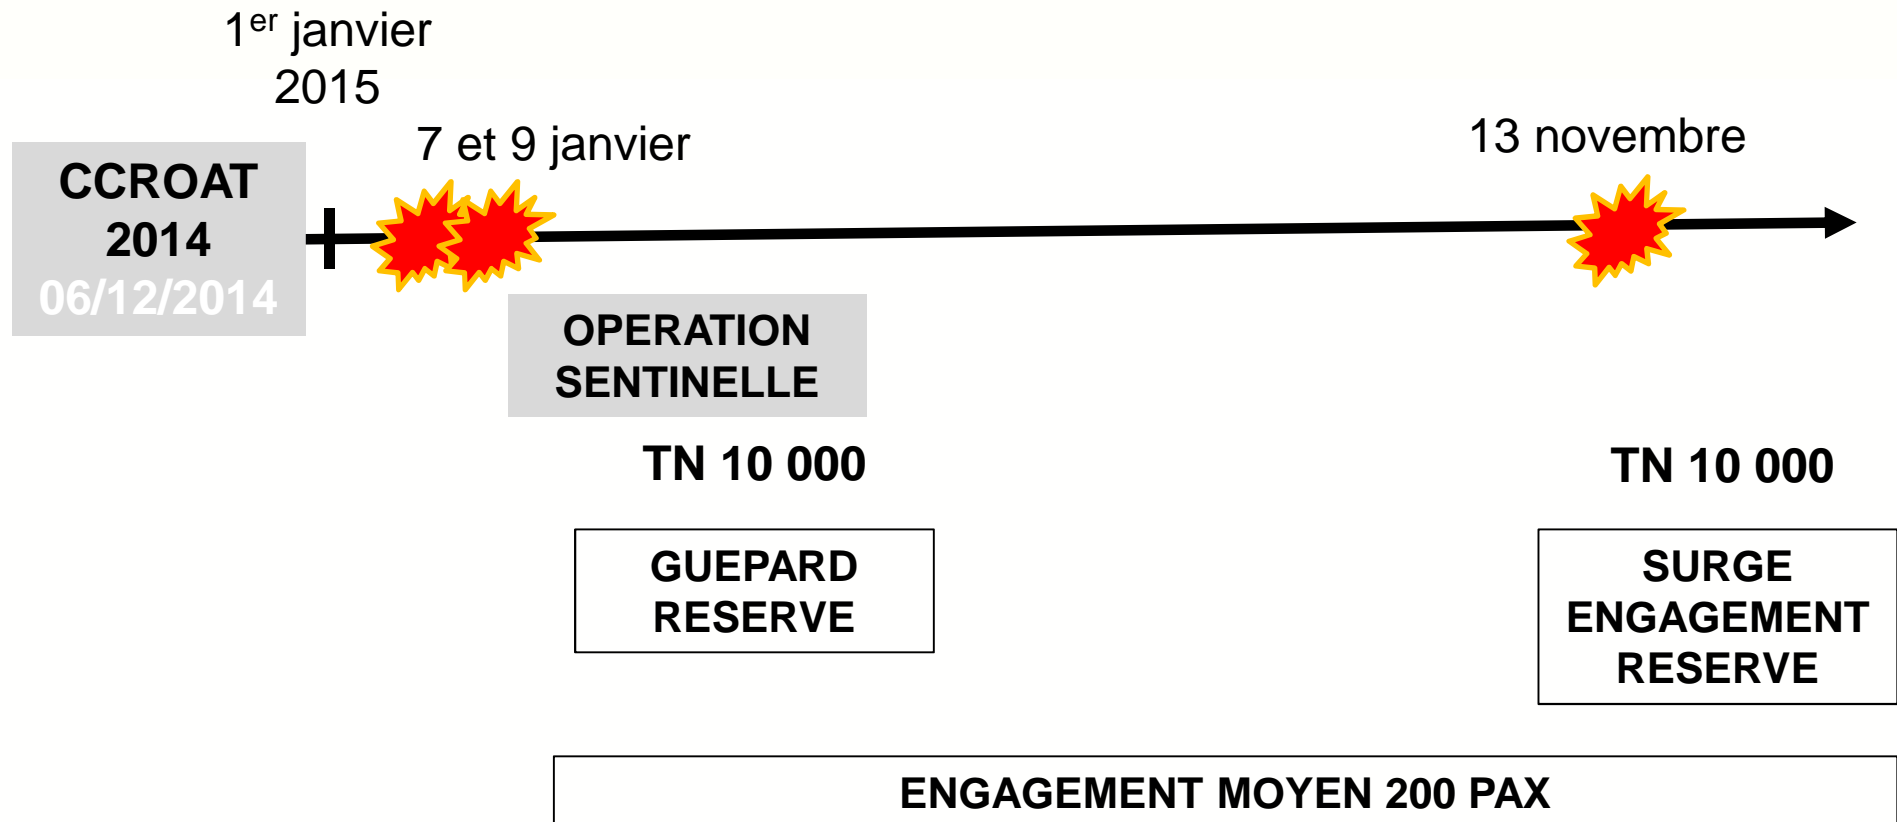 1er janvier
2015
7 et 9 janvier
13 novembre
CCROAT
2014
06/12/2014
OPERATION
SENTINELLE
TN 10 000
TN 10 000
GUEPARD
RESERVE
SURGE
ENGAGEMENT
RESERVE
ENGAGEMENT MOYEN 200 PAX